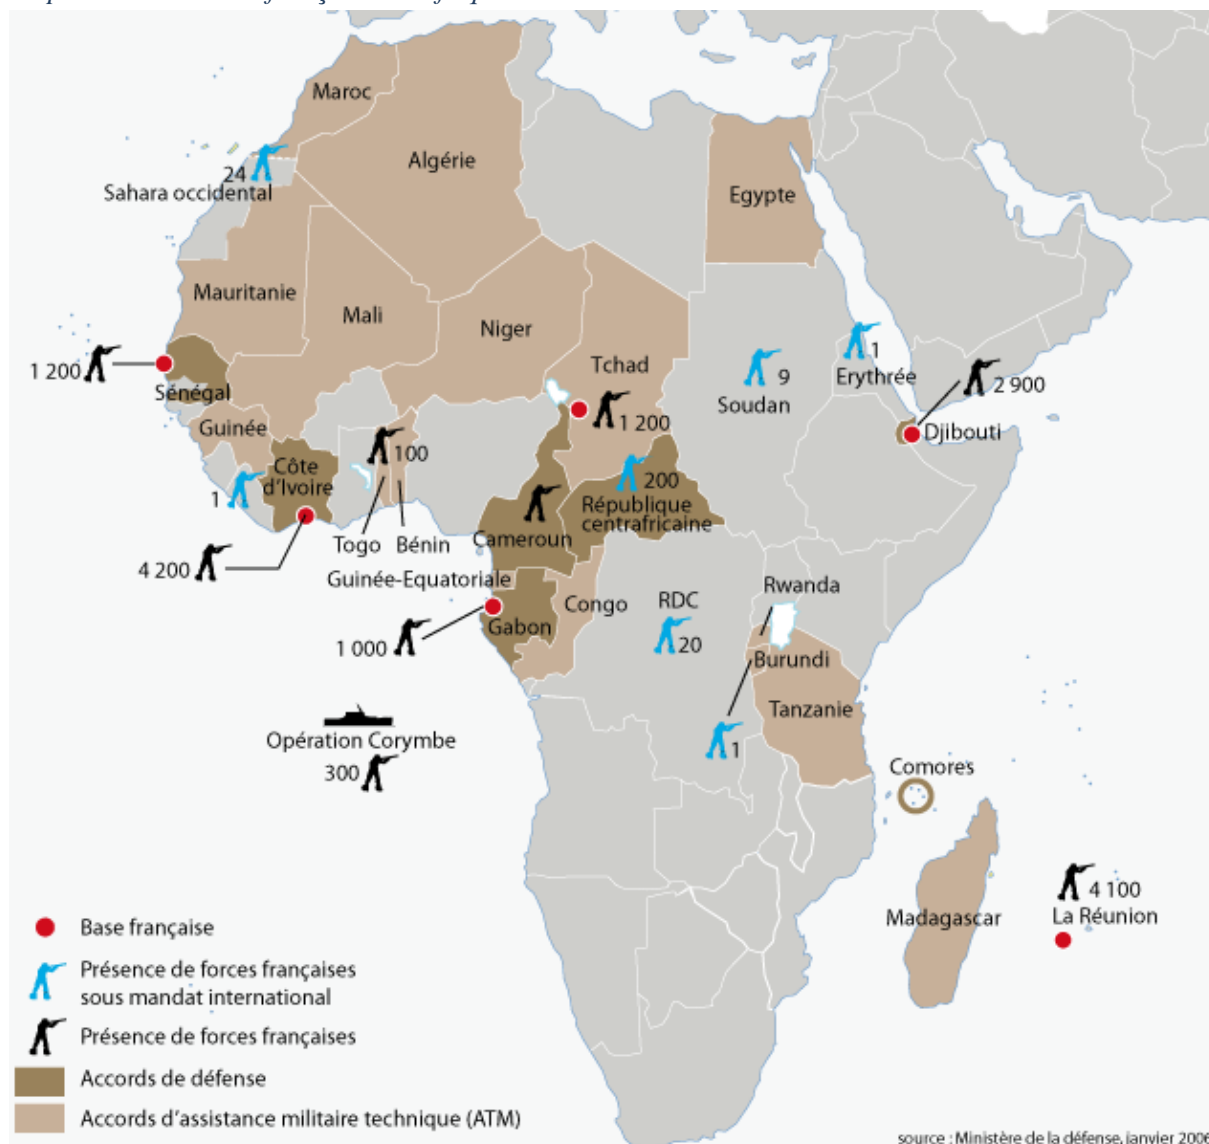 Maroc
Algérie
24
Sahara occidental
Egypte
Mauritanie
Mali
Niger
Tchad
1 200
Sénégal
Guinée
1 200
9
Soudan
1
Erythrée
2 900
Djibouti
100
Côte
d'Ivoire
1
200
République
centrafricaine
Cameroun
Togo
Bénin
4 200
Guinée-Equatoriale
Gabon
Congo
RDC
20
Rwanda
Burundi
1 000
Tanzanie
1
Opération Corymbe
300
Comores
Madagascar
4 100
La Réunion
Base française
Présence de forces françaises
sous mandat international
Présence de forces françaises
Accords de défense
Accords d'assistance militaire technique (ATM)
source : Ministère de la défense, janvier 2006